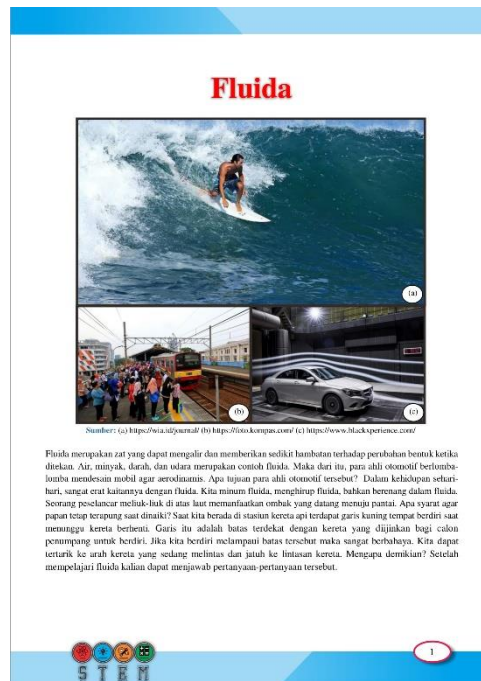 Fluida
(a)
(b)
(c)
Sumber: (a) https://wia.id/journal/ (b) https://foto.kompas.com/ (c) https://www.blackxperience.com/
Fluida merupakan zat yang dapat mengalir dan memberikan sedikit hambatan terhadap perubahan bentuk ketika
ditekan. Air, minyak, darah, dan udara merupakan contoh fluida. Maka dari itu, para ahli otomotif berlomba-
lomba mendesain mobil agar aerodinamis. Apa tujuan para ahli otomotif tersebut? Dalam kehidupan sehari-
hari, sangat erat kaitannya dengan fluida. Kita minum fluida, menghirup fluida, bahkan berenang dalam fluida.
Seorang peselancar meliuk-liuk di atas laut memanfaatkan ombak yang datang menuju pantai. Apa syarat agar
papan tetap terapung saat dinaiki? Saat kita berada di stasiun kereta api terdapat garis kuning tempat berdiri saat
menunggu kereta berhenti. Garis itu adalah batas terdekat dengan kereta yang diijinkan bagi calon
penumpang untuk berdiri. Jika kita berdiri melampaui batas tersebut maka sangat berbahaya. Kita dapat
tertarik ke arah kereta yang sedang melintas dan jatuh ke lintasan kereta. Mengapa demikian? Setelah
mempelajari fluida kalian dapat menjawab pertanyaan-pertanyaan tersebut.
STEM
1